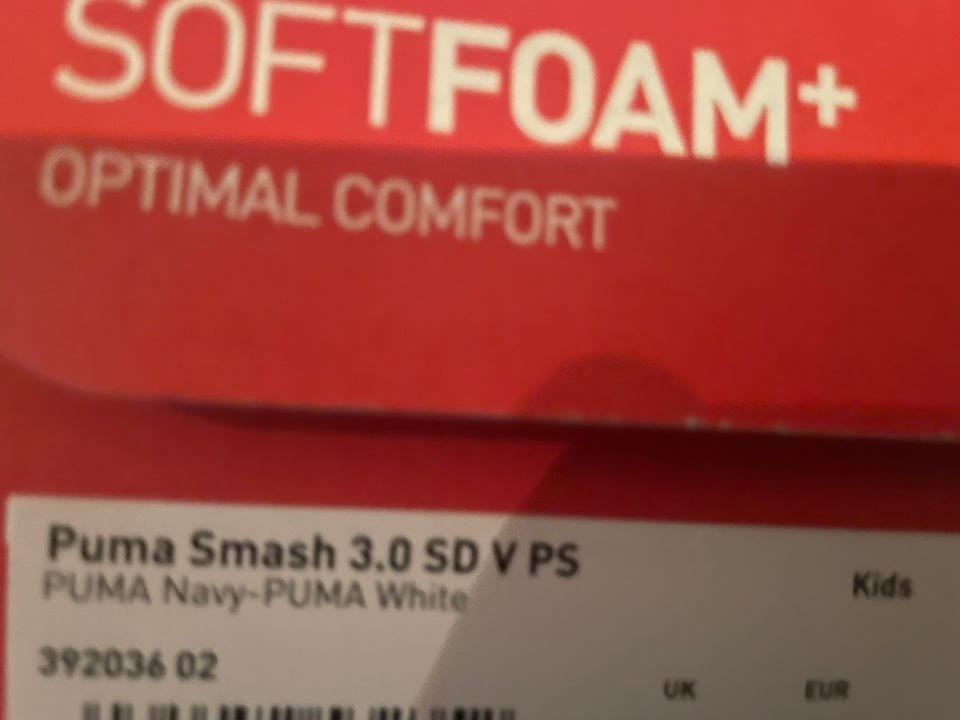 SOFTFOAM+
OPTIMAL COMFORT
Puma Smash 3.0 SD V PS
PUMA Navy-PUMA White
Kids
392036 02
UK EUR